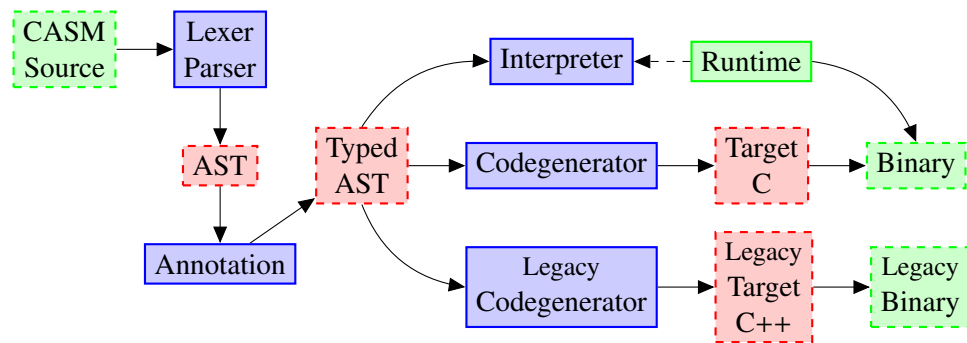 CASM
Source
Lexer
Parser
Interpreter
Runtime
AST
Typed
AST
Codegenerator
Target
C
Binary
Annotation
Legacy
Codegenerator
Legacy
Target
C++
Legacy
Binary